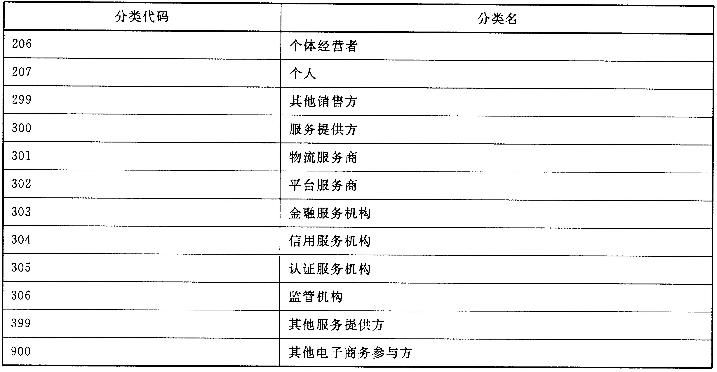 分类代码 分类名
206 个体经营者
207 个人
299 其他销售方
300 服务提供方
301 物流服务商
302 平台服务商
303 金融服务机构
304 信用服务机构
305 认证服务机构
306 监管机构
399 其他服务提供方
900 其他电子商务参与方